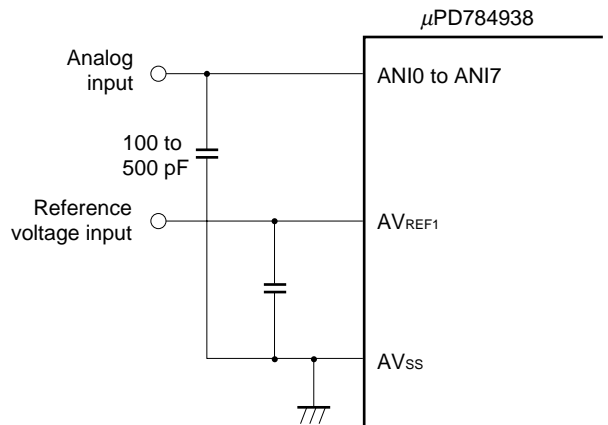 μPD784938
Analog
input
ANI0 to ANI7
100 to
500 pF
Reference
voltage input
AVREF1
AVSS